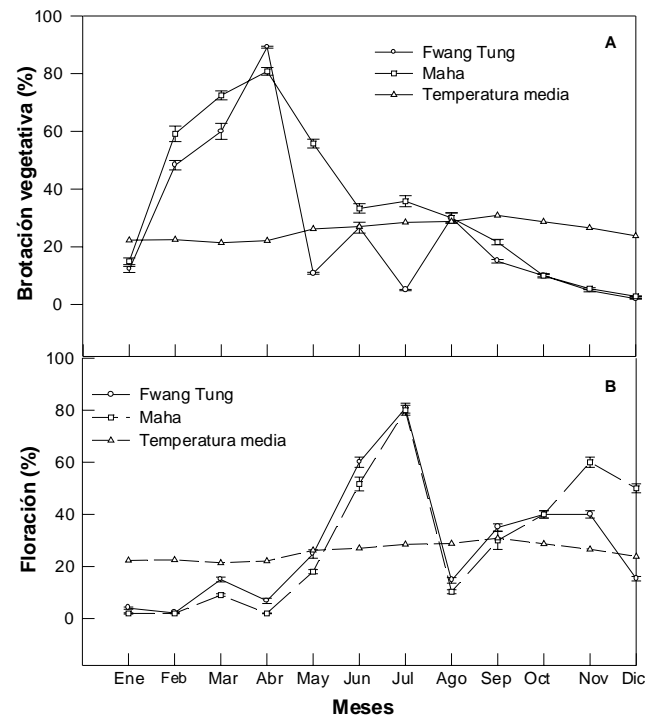 100
80
60
40
20
0
Brotación vegetativa (%)
A
Fwang Tung
Maha
Temperatura media
100
80
60
40
20
0
Floración (%)
B
Fwang Tung
Maha
Temperatura media
Ene Feb Mar Abr May Jun Jul Ago Sep Oct Nov Dic
Meses